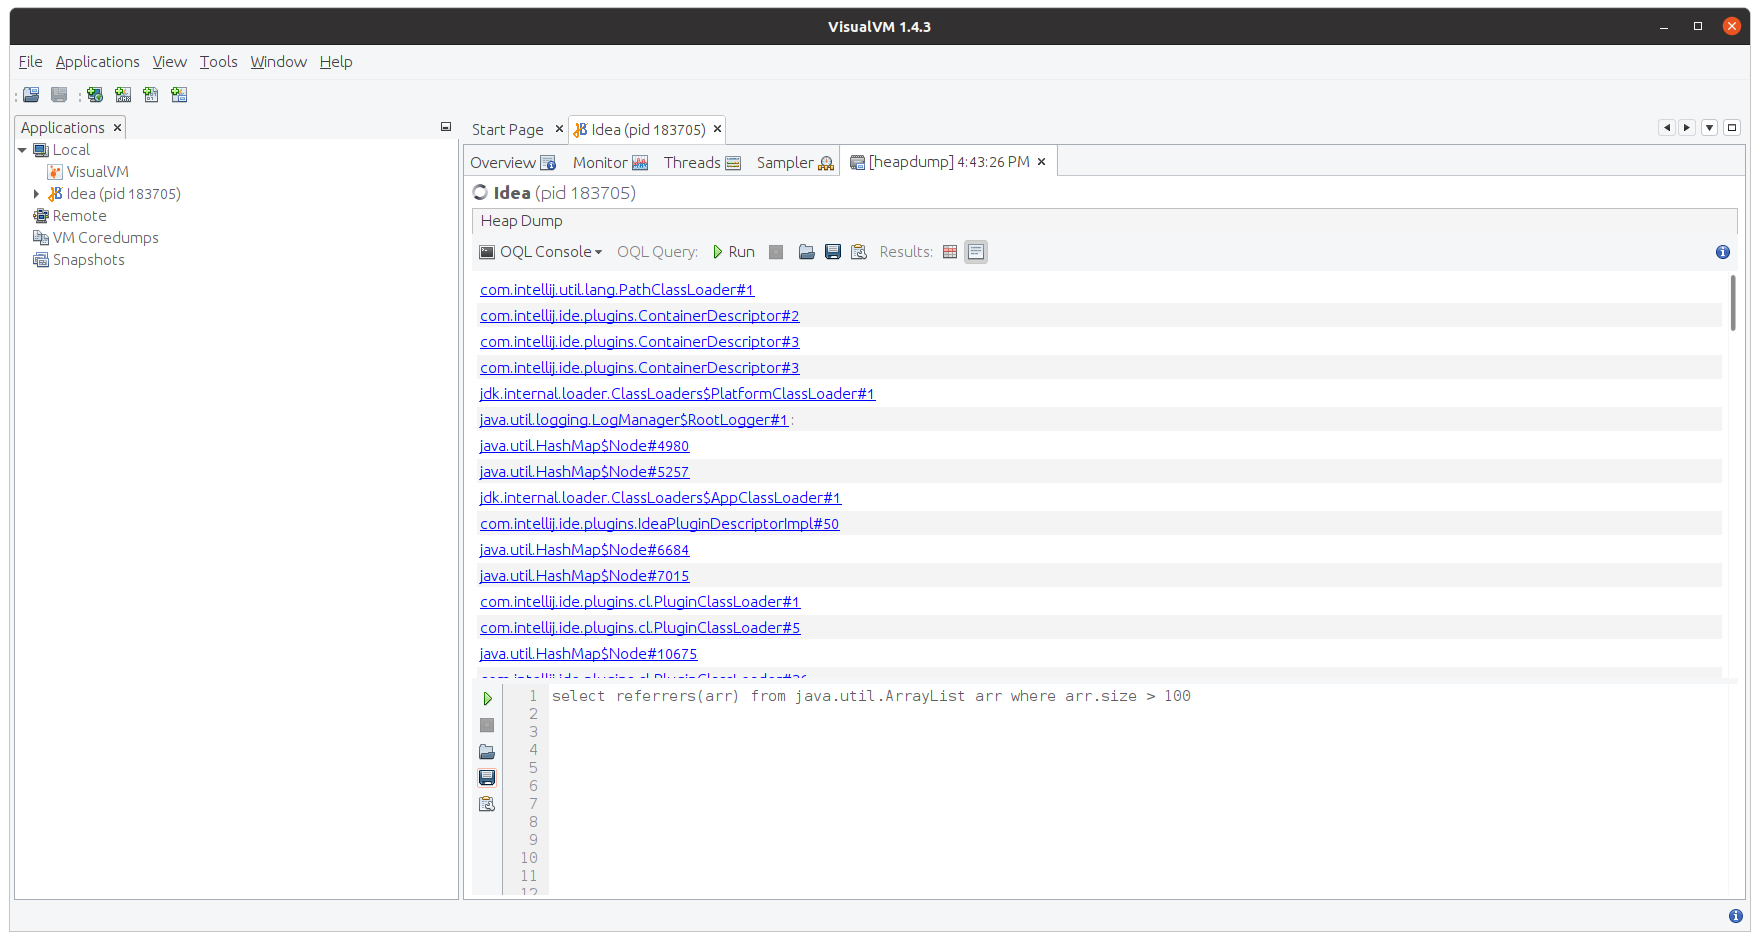 VisualVM 1.4.3
File Applications View Tools Window Help
Applications
Local
VisualVM
Idea (pid 183705)
Remote
VM Coredumps
Snapshots
Start Page
Idea (pid 183705)
Overview Monitor Threads Sampler [heapdump] 4:43:26 PM
Idea (pid 183705)
Heap Dump
OQL Console OQL Query: Run Results:
com.intellij.util.lang.PathClassLoader#1
com.intellij.ide.plugins.ContainerDescriptor#2
com.intellij.ide.plugins.ContainerDescriptor#3
com.intellij.ide.plugins.ContainerDescriptor#3
jdk.internal.loader.ClassLoaders$PlatformClassLoader#1
java.util.logging.LogManager$RootLogger#1:
java.util.HashMap$Node#4980
java.util.HashMap$Node#5257
jdk.internal.loader.ClassLoaders$AppClassLoader#1
com.intellij.ide.plugins.IdeaPluginDescriptorImpl#50
java.util.HashMap$Node#6684
java.util.HashMap$Node#7015
com.intellij.ide.plugins.cl.PluginClassLoader#1
com.intellij.ide.plugins.cl.PluginClassLoader#5
java.util.HashMap$Node#10675
1 select referrers(arr) from java.util.ArrayList arr where arr.size > 100
2
3
4
5
6
7
8
9
10
11
12